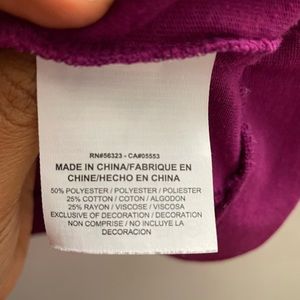 RN#56323 - CA#05553
MADE IN CHINA/FABRIQUE EN
CHINE/HECHO EN CHINA
50% POLYESTER / POLYESTER / POLIESTER
25% COTTON / COTON / ALGODON
25% RAYON / VISCOSE / VISCOSA
EXCLUSIVE OF DECORATION / DECORATION
NON COMPRISE / NO INCLUYE LA
DECORACION